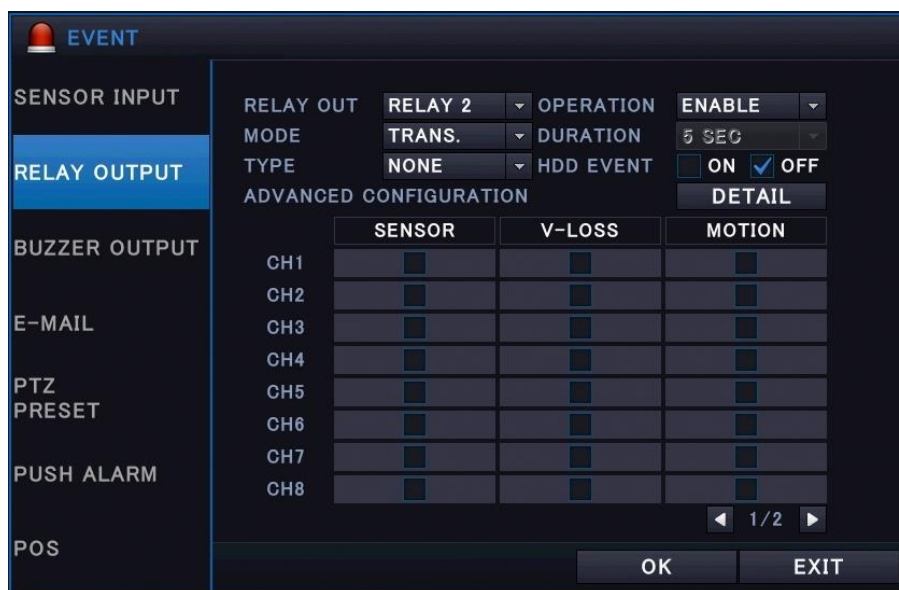 EVENT
SENSOR INPUT
RELAY OUTPUT
BUZZER OUTPUT
E-MAIL
PTZ
PRESET
PUSH ALARM
POS
RELAY OUT RELAY 2 OPERATION ENABLE
MODE TRANS. DURATION 5 SEC
TYPE NONE HDD EVENT ON OFF
ADVANCED CONFIGURATION DETAIL
SENSOR V-LOSS MOTION
CH1
CH2
CH3
CH4
CH5
CH6
CH7
CH8
1/2
OK EXIT